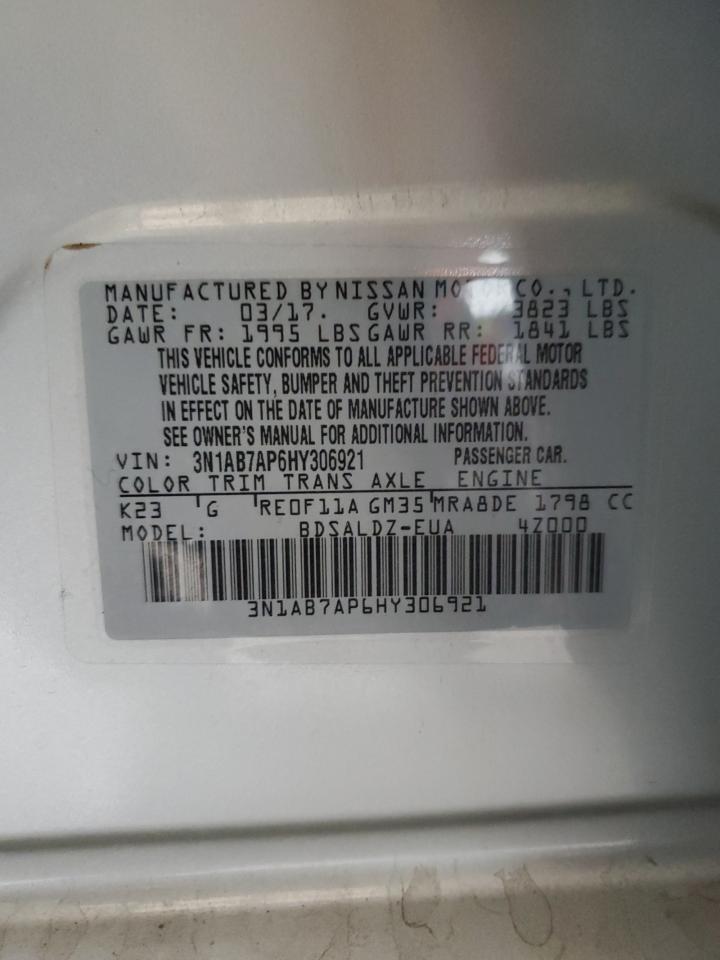 MANUFACTURED BY NISSAN MOTOR CO., LTD.
DATE: 03/17. GVWR: 3823 LBS
GAWR FR: 1995 LBS GAWR RR: 1841 LBS
THIS VEHICLE CONFORMS TO ALL APPLICABLE FEDERAL MOTOR
VEHICLE SAFETY, BUMPER AND THEFT PREVENTION STANDARDS
IN EFFECT ON THE DATE OF MANUFACTURE SHOWN ABOVE.
SEE OWNER'S MANUAL FOR ADDITIONAL INFORMATION.
VIN: 3N1AB7AP6HY306921 PASSENGER CAR.
COLOR TRIM TRANS AXLE ENGINE
K23 G RE0F11A GM35 MRA8DE 1798 CC
MODEL: BDSALDZ-EUA 4Z000
3N1AB7AP6HY306921